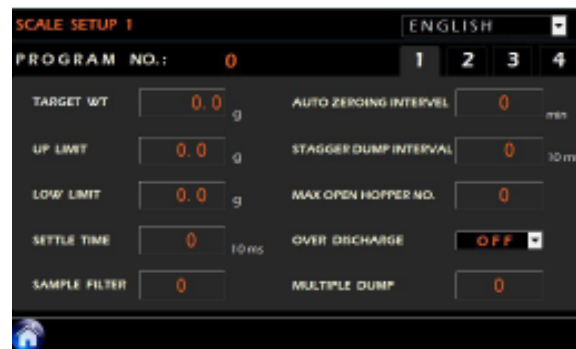 SCALE SETUP 1 ENGLISH
PROGRAM NO.: 0 1 2 3 4
TARGET WT 0.0 g AUTO ZEROING INTERVEL 0 min
UP LIMIT 0.0 g STAGGER DUMP INTERVAL 0 10 m
LOW LIMIT 0.0 g MAX OPEN HOPPER NO. 0
SETTLE TIME 0 10 ms OVER DISCHARGE OFF
SAMPLE FILTER 0 MULTIPLE DUMP 0